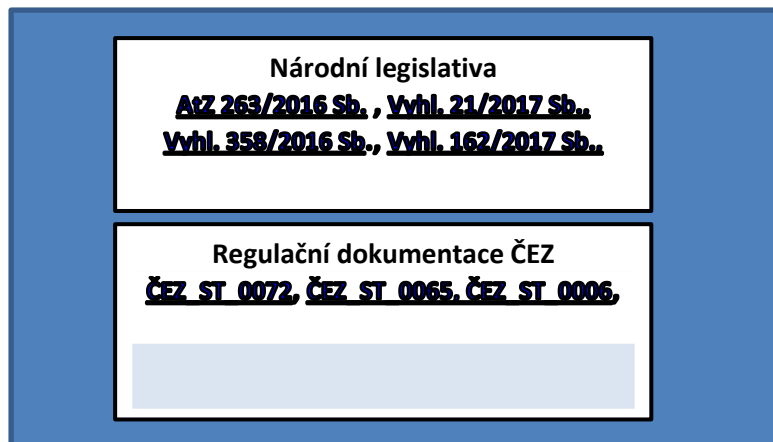 Národní legislativa
AtZ 263/2016 Sb. , Vyhl. 21/2017 Sb.,
Vyhl. 358/2016 Sb., Vyhl. 162/2017 Sb.,
Regulační dokumentace ČEZ
ČEZ_ST_0072, ČEZ_ST_0065, ČEZ_ST_0006,